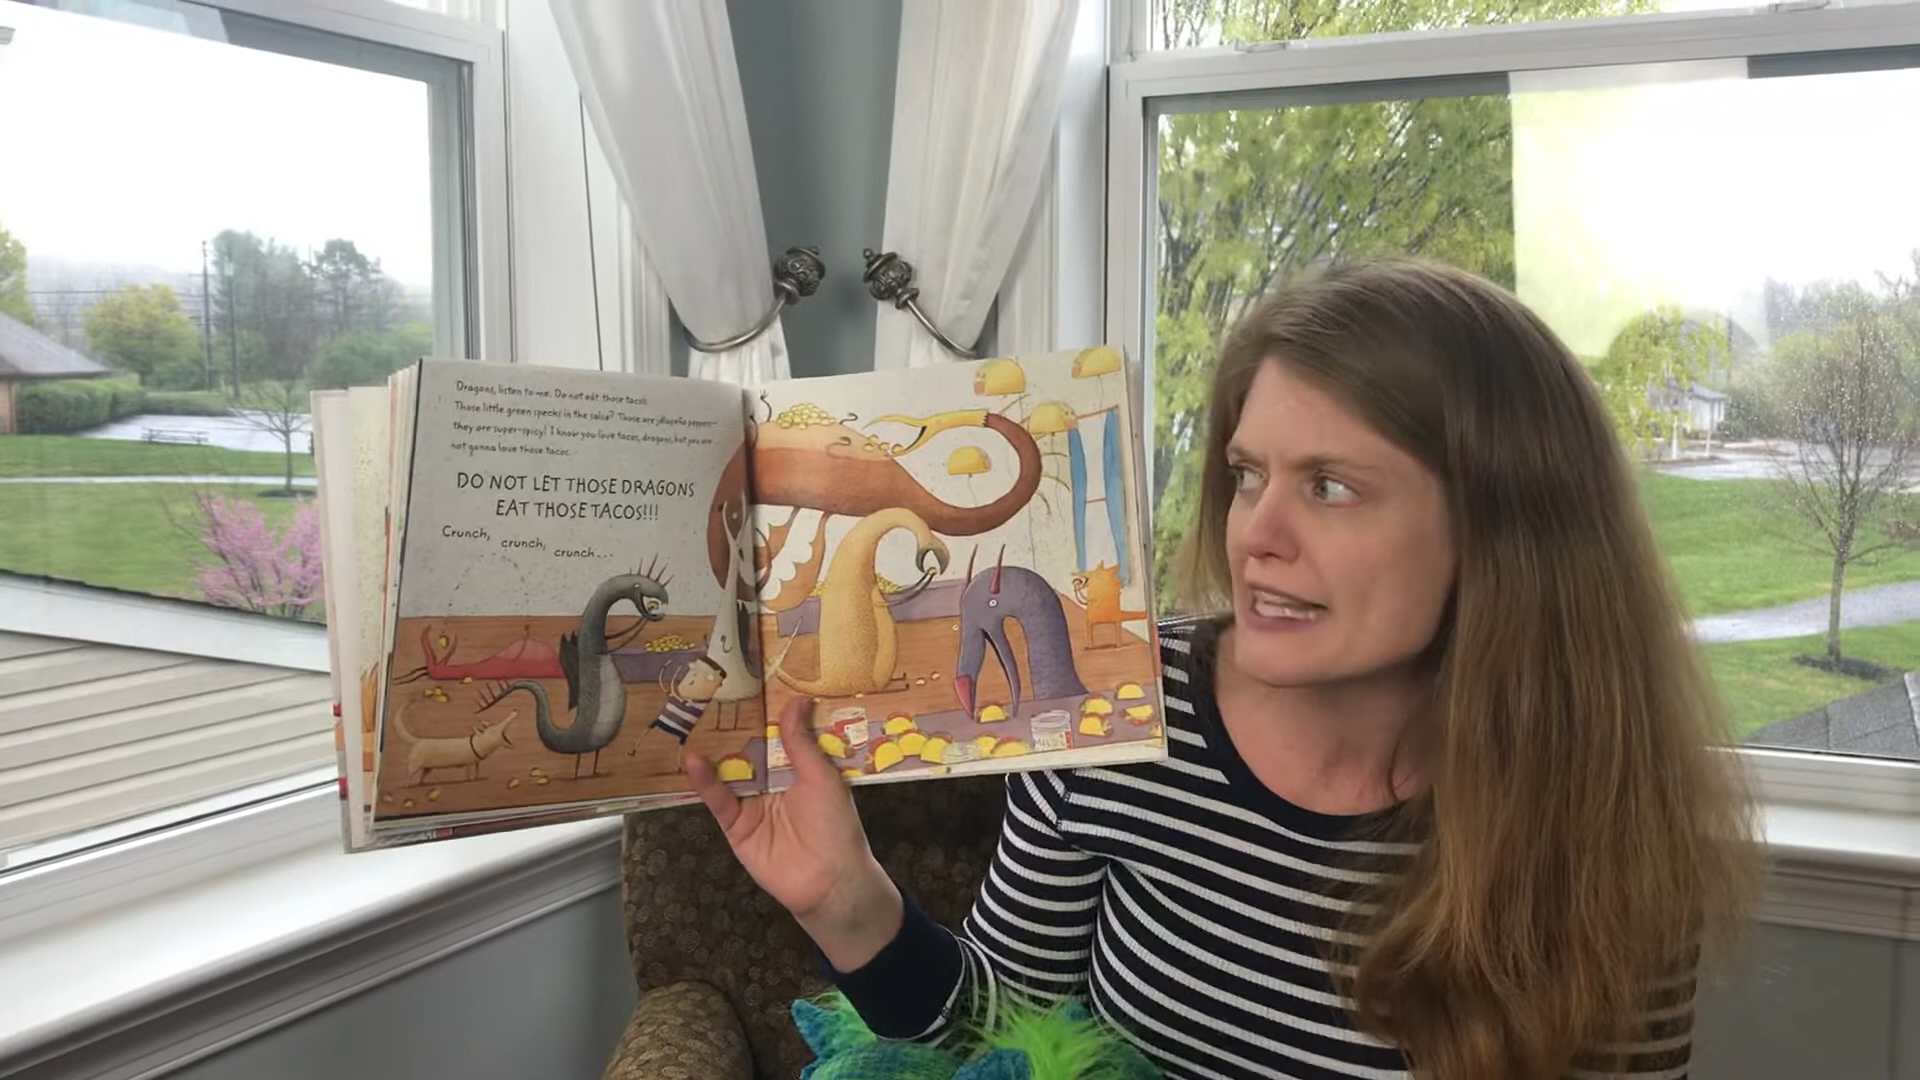 Dragons, listen to me. Do not eat those tacos.
Those little green specks in the salsa? Those are jalapeño peppers—
they are super-spicy! I know you love tacos, dragons, but you are
not gonna love those tacos.
DO NOT LET THOSE DRAGONS
EAT THOSE TACOS!!!
Crunch, crunch, crunch...